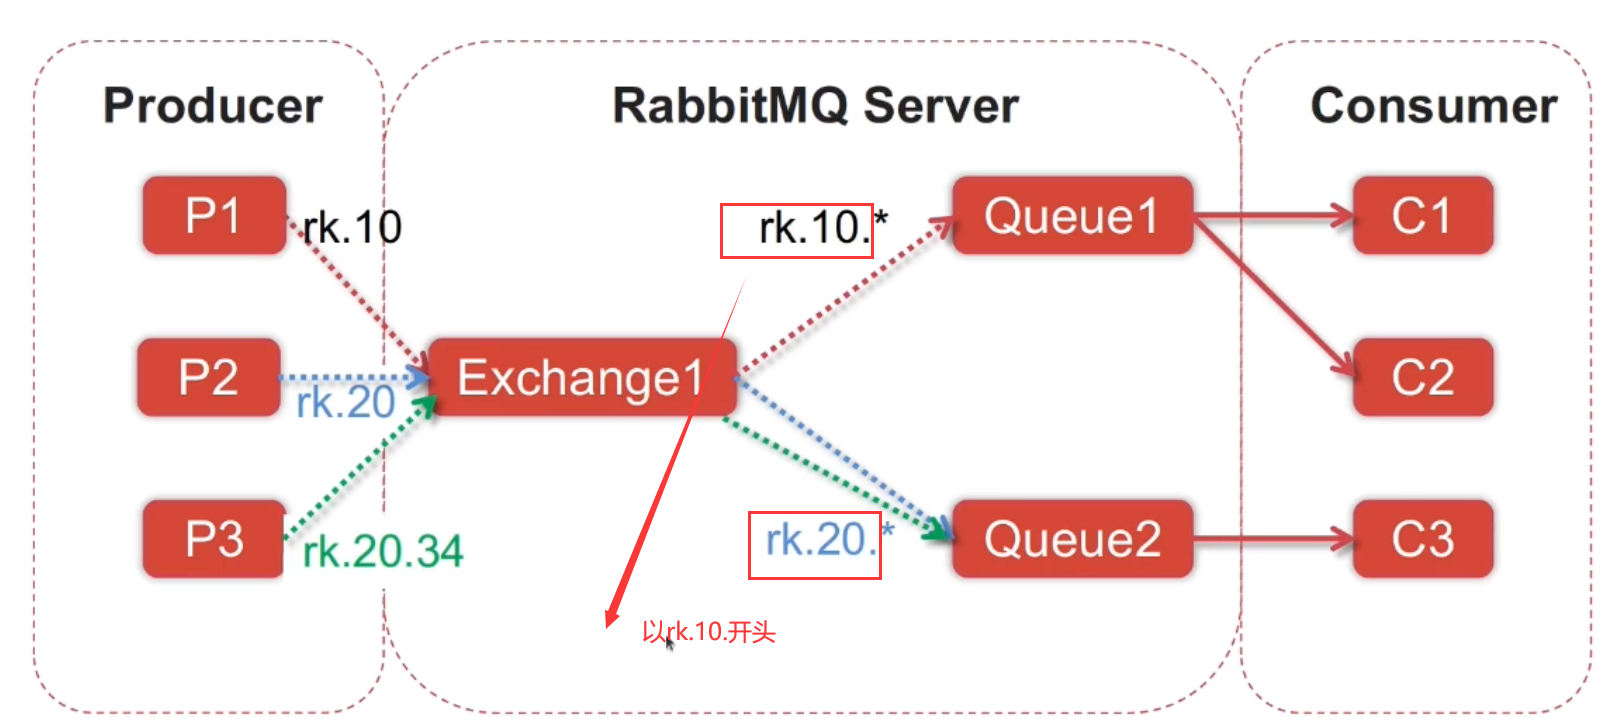 Producer
RabbitMQ Server
Consumer
P1
rk.10
rk.10.*
Queue1
C1
P2
rk.20
Exchange1
C2
P3
rk.20.34
rk.20.*
Queue2
C3
以rk.10.开头